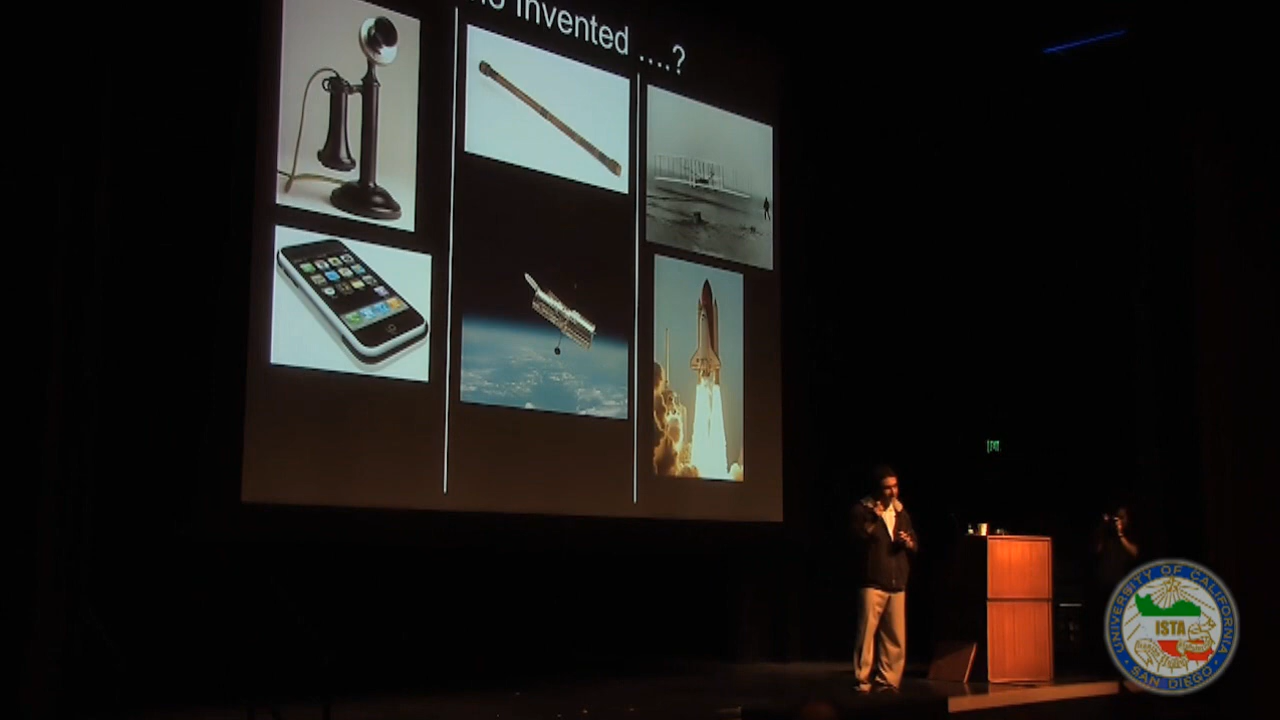 invented ....?
UNIVERSITY OF CALIFORNIA
ISTA
SAN DIEGO